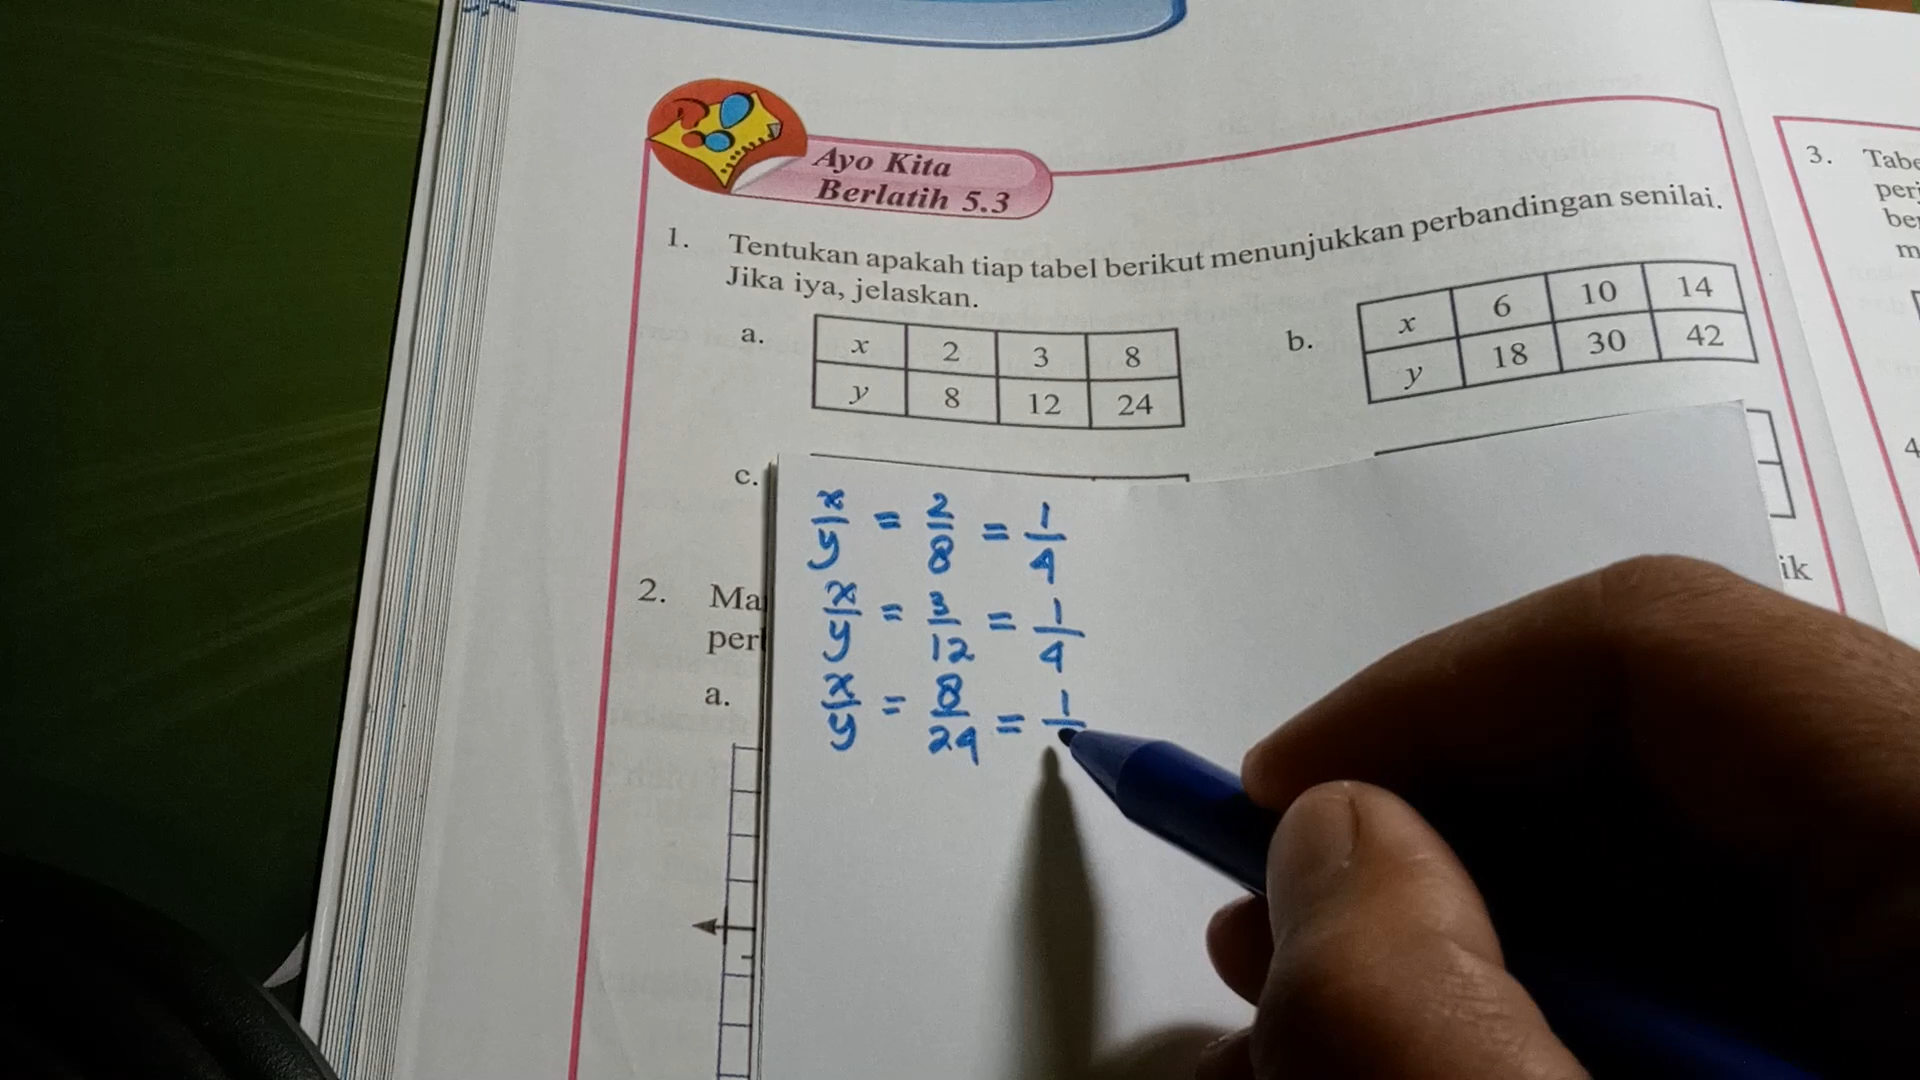 Ayo Kita
Berlatih 5.3
1. Tentukan apakah tiap tabel berikut menunjukkan perbandingan senilai.
Jika iya, jelaskan.
a.
x 2 3 8
y 8 12 24
b.
x 6 10 14
y 18 30 42
c.
x/y = 2/8 = 1/4
x/y = 3/12 = 1/4
x/y = 8/24 = 1/
2. Ma
per
a.
ik
3. Tabe
per
be
m
4